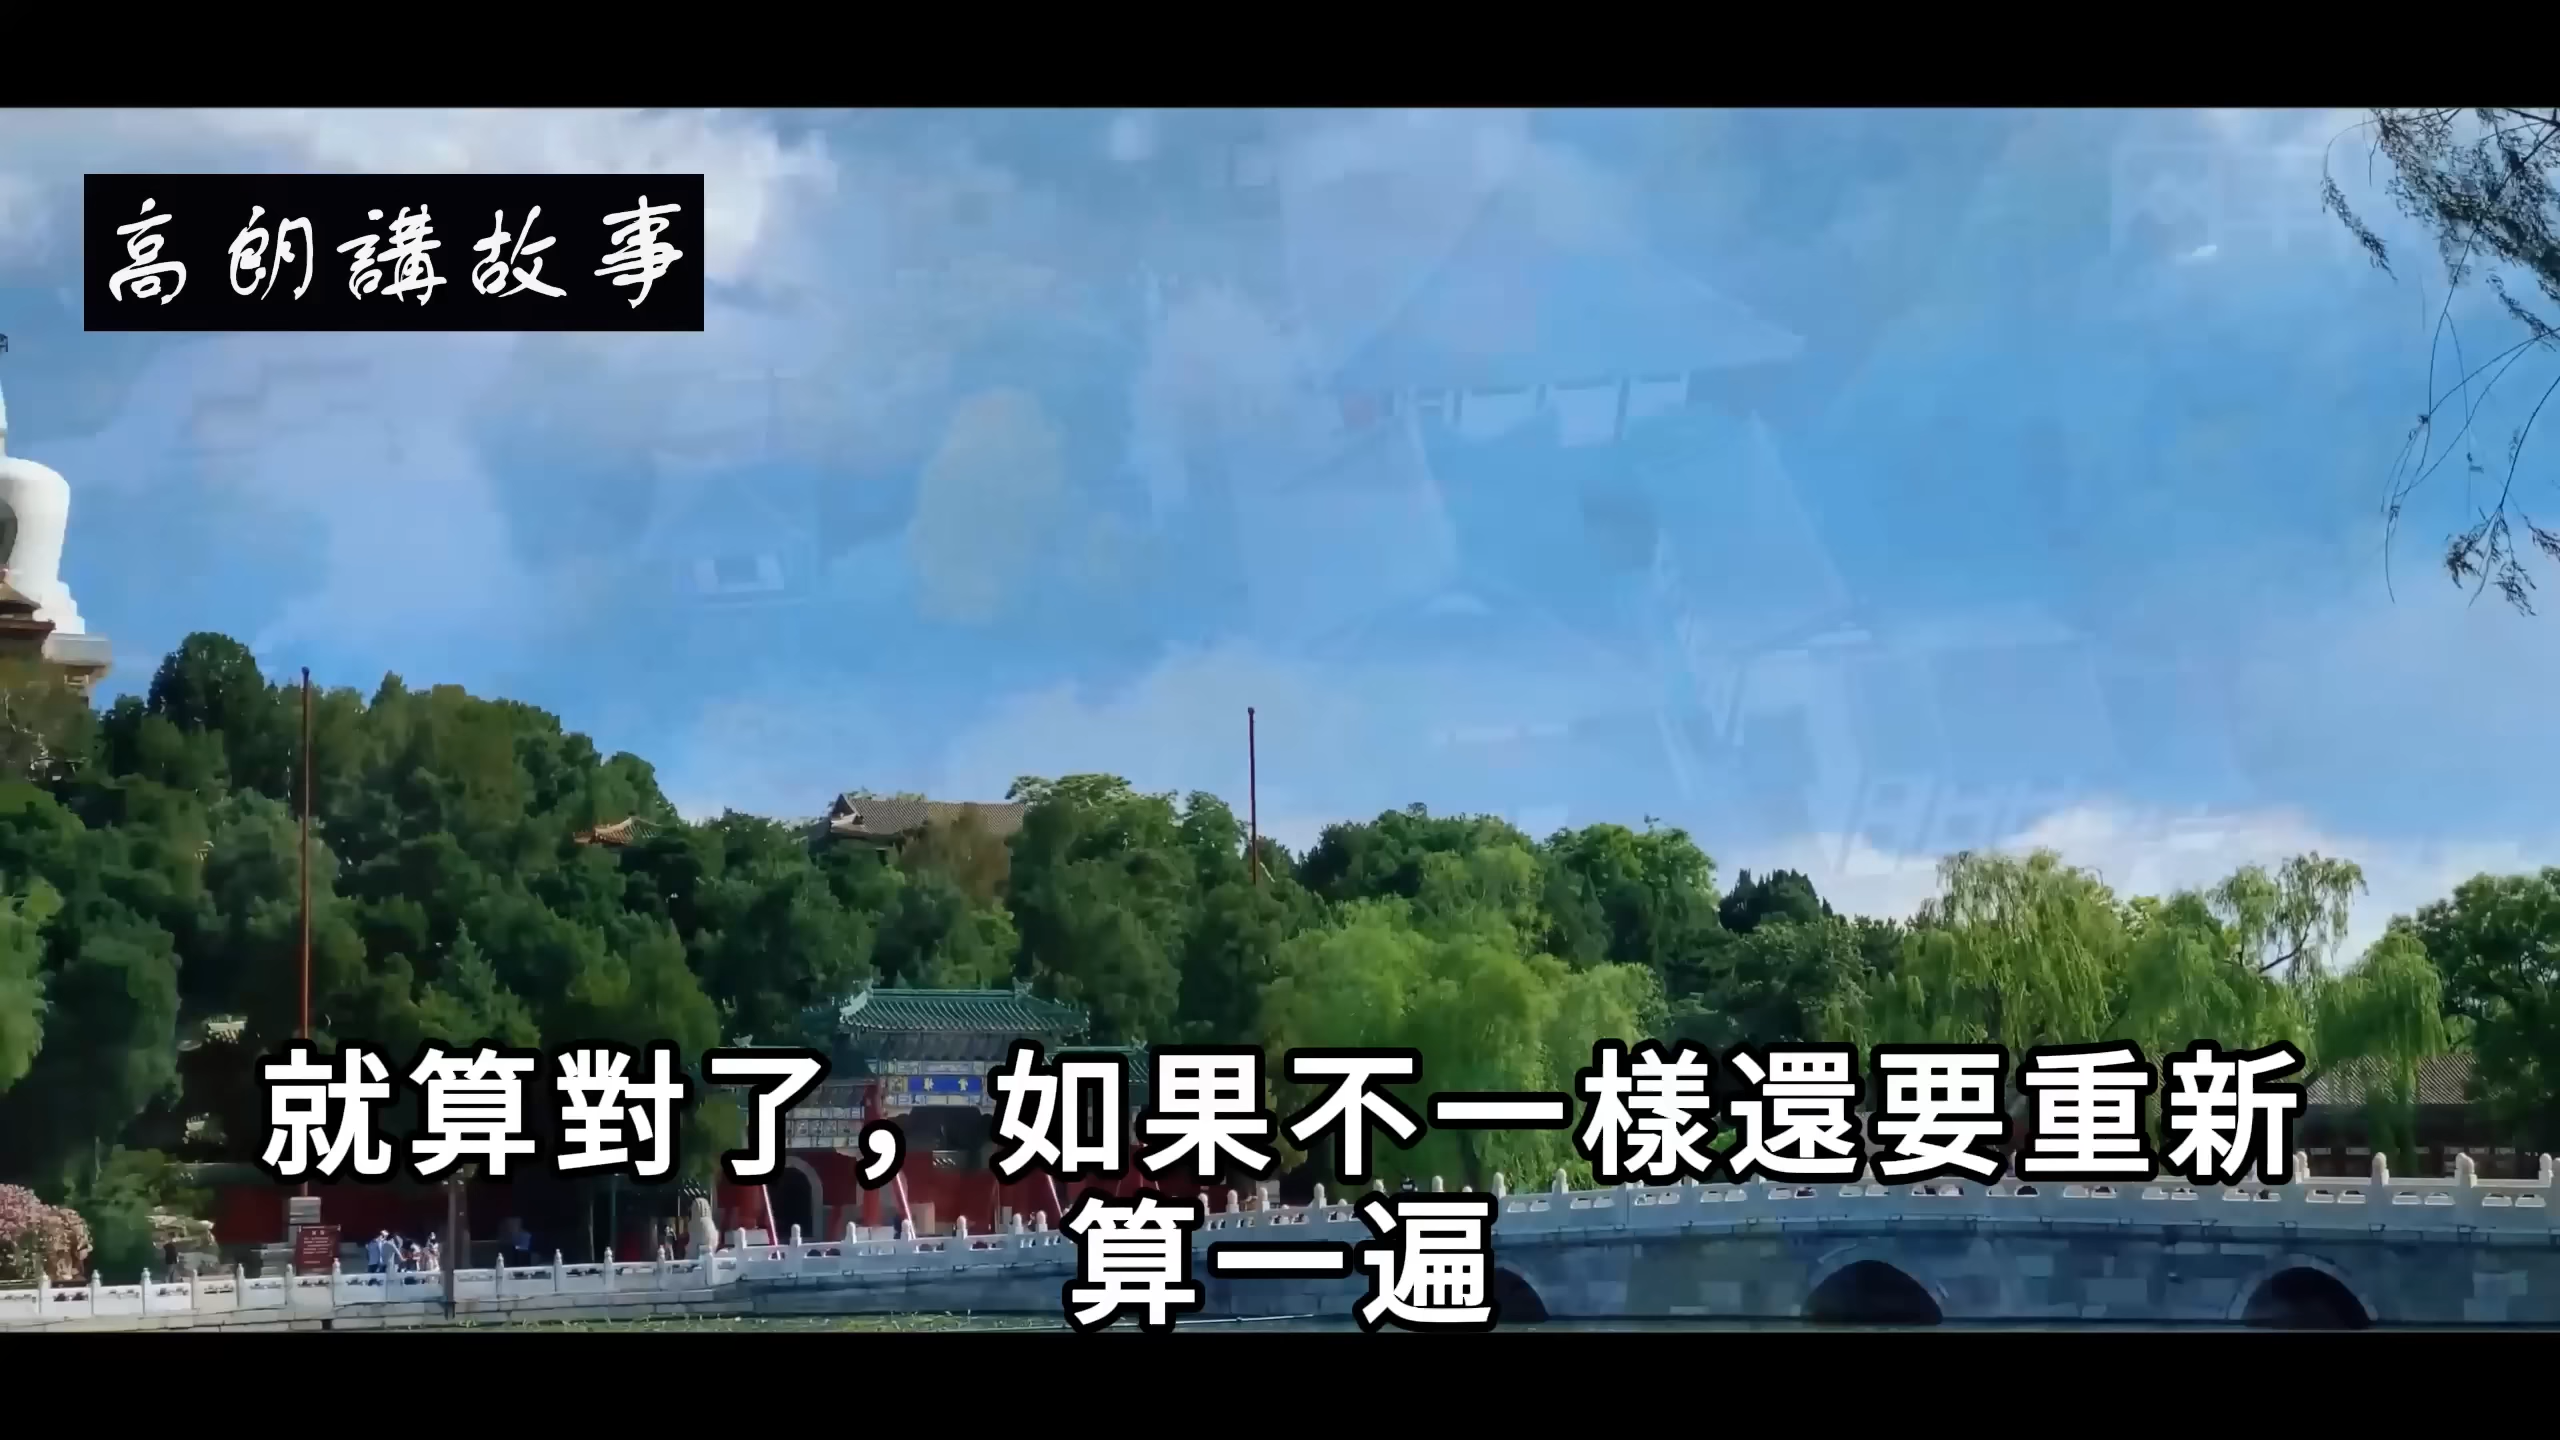 高朗講故事
就算對了，如果不一樣還要重新
算一遍